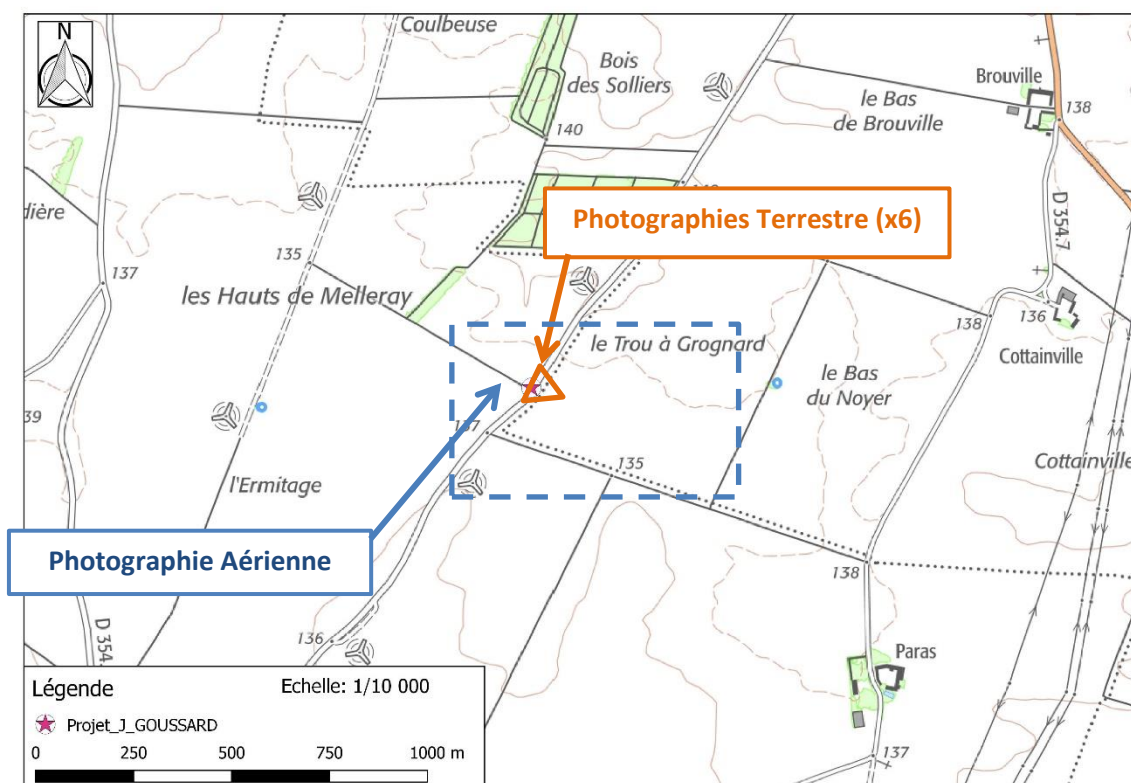 N
Coulbeuse
Bois
des Solliers
Brouville
138
le Bas
de Brouville
140
dière
Photographies Terrestre (x6)
D 354.7
137
135
les Hauts de Melleray
138
136
le Trou à Grognard
Cottainville
le Bas
du Noyer
39
137
135
Cottainville
l'Ermitage
Photographie Aérienne
138
136
D 354
Paras
Légende
Echelle: 1/10 000
Projet_J_GOUSSARD
0 250 500 750 1000 m
137